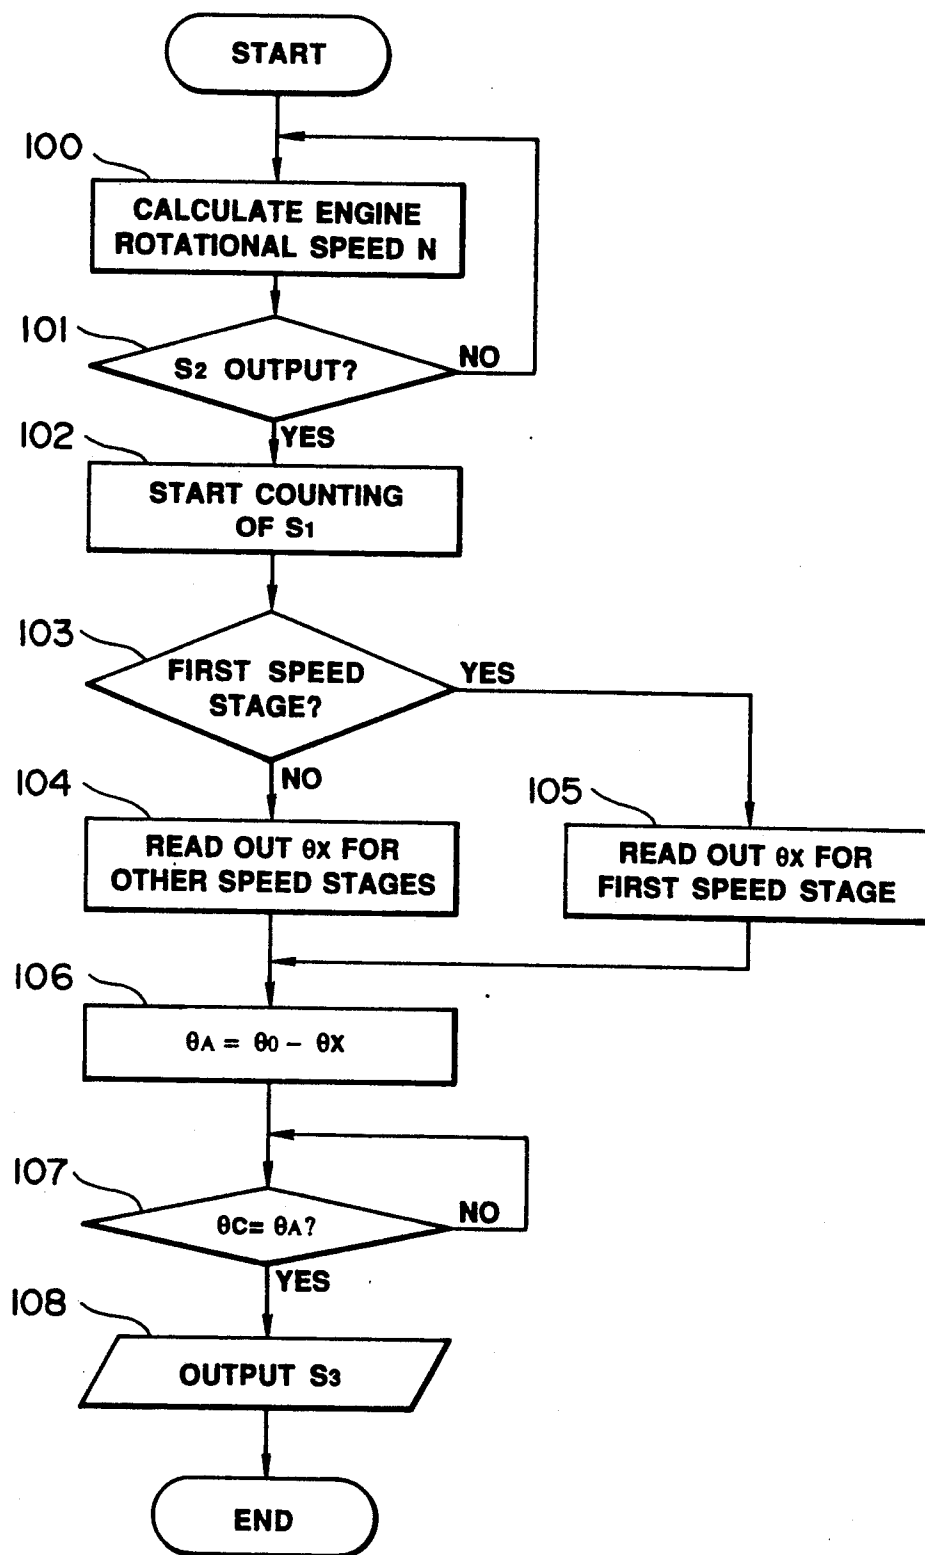 START
100
CALCULATE ENGINE
ROTATIONAL SPEED N
101
S2 OUTPUT?
NO
YES
102
START COUNTING
OF S1
103
FIRST SPEED
STAGE?
YES
NO
104
READ OUT θX FOR
OTHER SPEED STAGES
105
READ OUT θX FOR
FIRST SPEED STAGE
106
θA = θ0 - θX
107
θC= θA?
NO
YES
108
OUTPUT S3
END